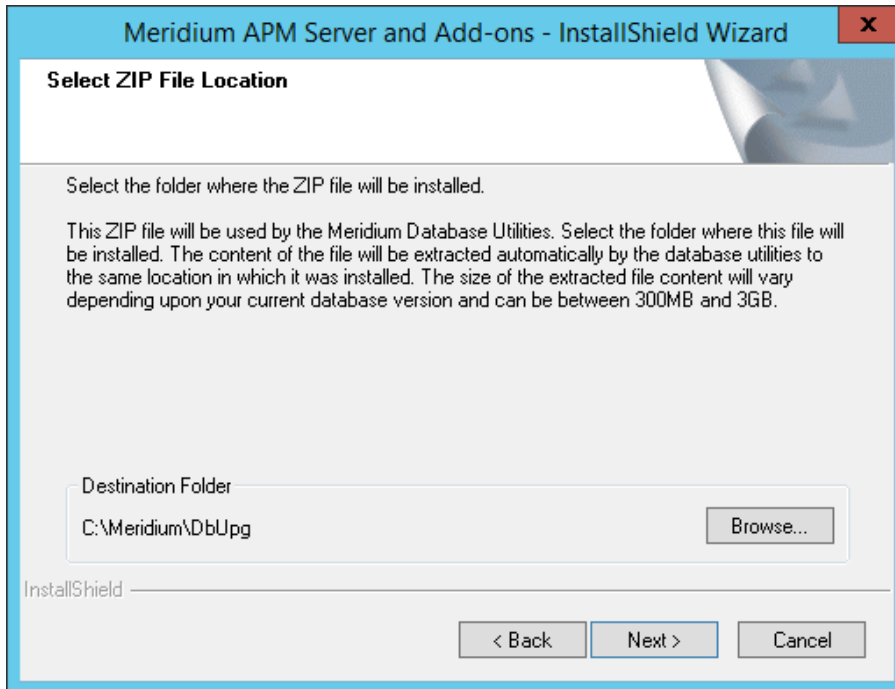 Meridium APM Server and Add-ons - InstallShield Wizard
x
Select ZIP File Location
Select the folder where the ZIP file will be installed.
This ZIP file will be used by the Meridium Database Utilities. Select the folder where this file will
be installed. The content of the file will be extracted automatically by the database utilities to
the same location in which it was installed. The size of the extracted file content will vary
depending upon your current database version and can be between 300MB and 3GB.
Destination Folder
C:\Meridium\DbUpg
Browse...
InstallShield
< Back
Next >
Cancel